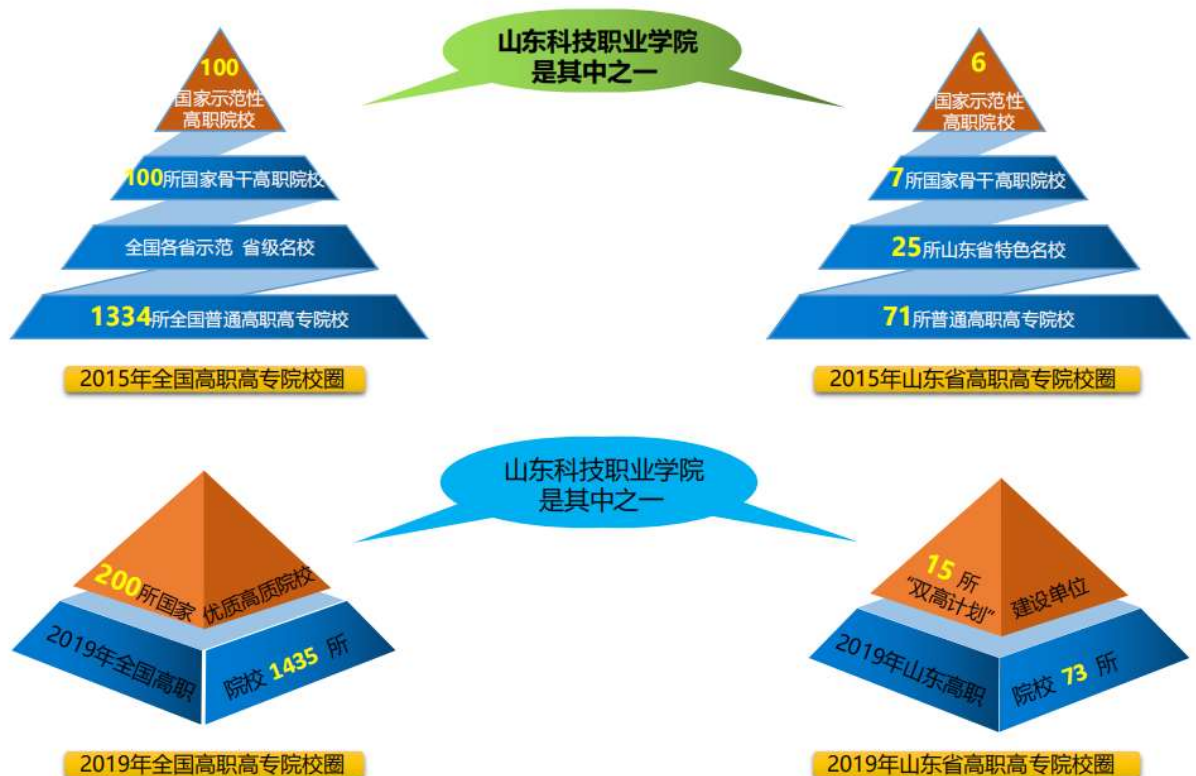 山东科技职业学院
是其中之一
100
国家示范性
高职院校
100所国家骨干高职院校
全国各省示范 省级名校
1334所全国普通高职高专院校
2015年全国高职高专院校圈
6
国家示范性
高职院校
7所国家骨干高职院校
25所山东省特色名校
71所普通高职高专院校
2015年山东省高职高专院校圈
山东科技职业学院
是其中之一
200所国家 优质高质院校
2019年全国高职 院校 1435 所
2019年全国高职高专院校圈
15 所
“双高计划” 建设单位
2019年山东高职 院校 73 所
2019年山东省高职高专院校圈